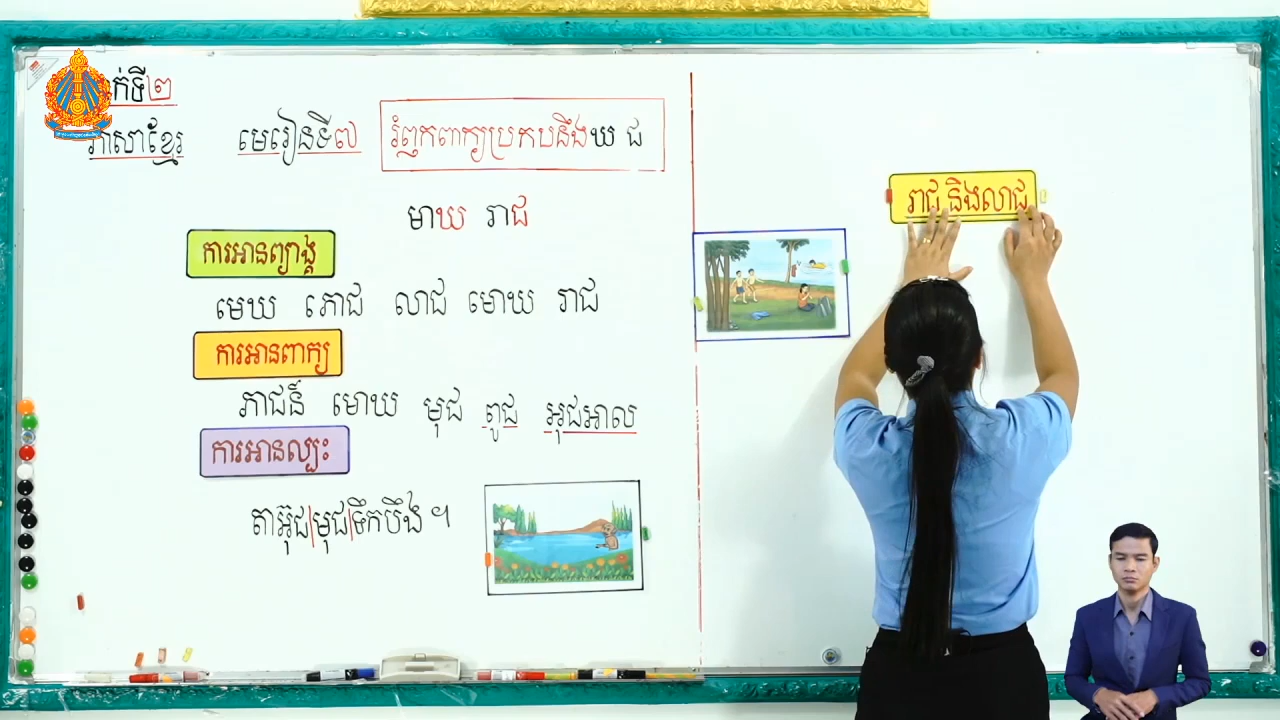 ថ្នាក់ទី២
ភាសាខ្មែរ មេរៀនទី៧ រំឭកពាក្យប្រកបនឹងឃ ជ
មាឃ រាជ
ការអានព្យាង្គ
មេឃ ភោជ លាជ មោឃ រាជ
ការអានពាក្យ
ភាជន៍ មោឃ មុជ ពូជ អុជអាល
ការអានល្បះ
តាអ៊ុជ|មុជ|ទឹកបឹង ។
រាជ និងលាជ